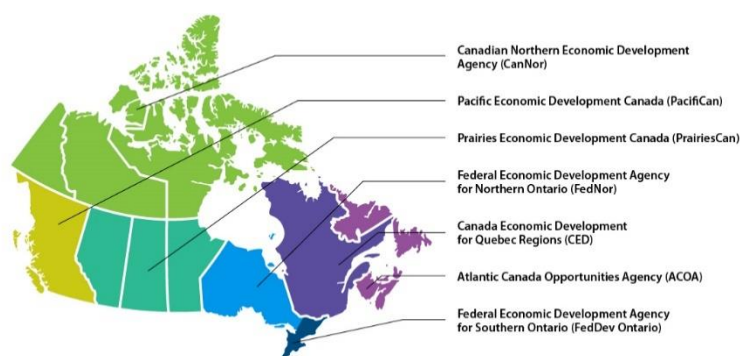 Canadian Northern Economic Development
Agency (CanNor)
Pacific Economic Development Canada (PacifiCan)
Prairies Economic Development Canada (PrairiesCan)
Federal Economic Development Agency
for Northern Ontario (FedNor)
Canada Economic Development
for Quebec Regions (CED)
Atlantic Canada Opportunities Agency (ACOA)
Federal Economic Development Agency
for Southern Ontario (FedDev Ontario)